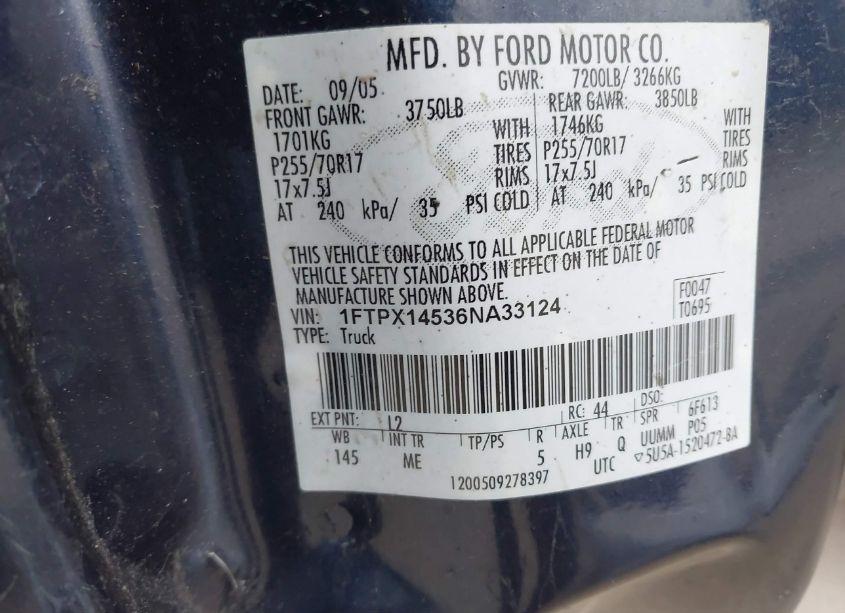 MFD. BY FORD MOTOR CO.
DATE: 09/05 GVWR: 7200LB/ 3266KG
FRONT GAWR: 3750LB REAR GAWR: 3850LB
1701KG WITH 1746KG WITH
P255/70R17 TIRES P255/70R17 TIRES
17x7.5J RIMS 17x7.5J RIMS
AT 240 kPa/ 35 PSI COLD AT 240 kPa/ 35 PSI COLD
THIS VEHICLE CONFORMS TO ALL APPLICABLE FEDERAL MOTOR
VEHICLE SAFETY STANDARDS IN EFFECT ON THE DATE OF
MANUFACTURE SHOWN ABOVE.
VIN: 1FTPX14536NA33124 F0047
TYPE: Truck T0695
EXT PNT: L2 RC: 44 DSO:
WB INT TR TP/PS R AXLE TR SPR 6F613
145 ME 5 H9 Q UUMM P05
UTC ▽5U5A-1520472-BA
1200509278397